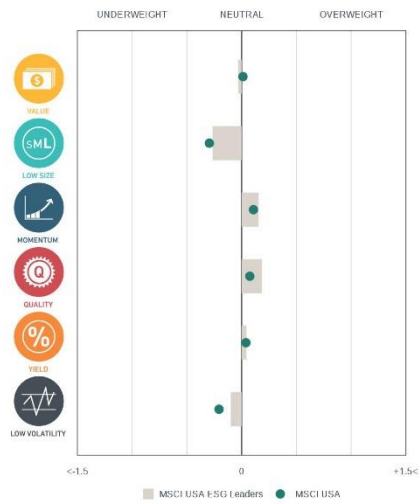 UNDERWEIGHT NEUTRAL OVERWEIGHT
$
VALUE
SML
LOW SIZE
MOMENTUM
Q
QUALITY
%
YIELD
LOW VOLATILITY
<-1.5 0 +1.5<
MSCI USA ESG Leaders MSCI USA